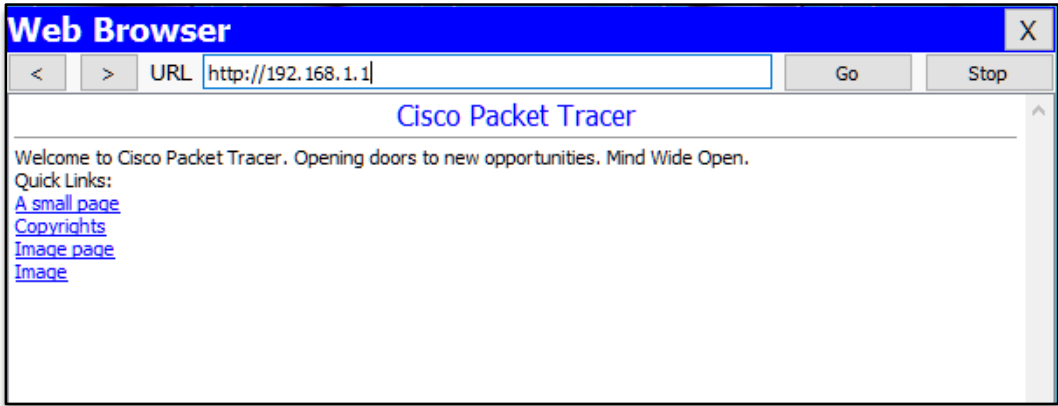 Web Browser X
< > URL http://192.168.1.1 Go Stop
Cisco Packet Tracer
Welcome to Cisco Packet Tracer. Opening doors to new opportunities. Mind Wide Open.
Quick Links:
A small page
Copyrights
Image page
Image